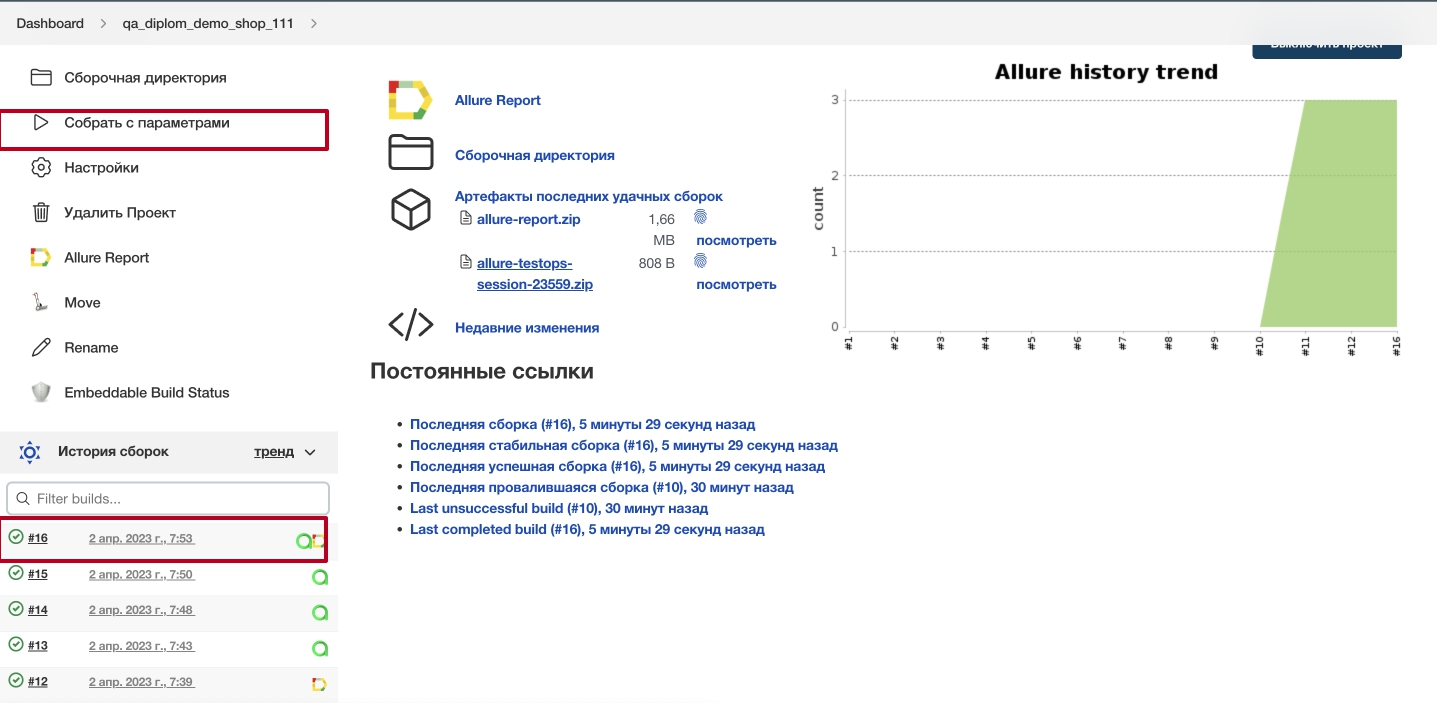 Dashboard > qa_diplom_demo_shop_111 >
Выключить проект
Сборочная директория
Собрать с параметрами
Настройки
Удалить Проект
Allure Report
Move
Rename
Embeddable Build Status
История сборок тренд
Filter builds...
#16 2 апр. 2023 г., 7:53
#15 2 апр. 2023 г., 7:50
#14 2 апр. 2023 г., 7:48
#13 2 апр. 2023 г., 7:43
#12 2 апр. 2023 г., 7:39
Allure Report
Сборочная директория
Артефакты последних удачных сборок
allure-report.zip 1,66
MB посмотреть
allure-testops- 808 B
session-23559.zip посмотреть
Недавние изменения
Постоянные ссылки
• Последняя сборка (#16), 5 минуты 29 секунд назад
• Последняя стабильная сборка (#16), 5 минуты 29 секунд назад
• Последняя успешная сборка (#16), 5 минуты 29 секунд назад
• Последняя провалившаяся сборка (#10), 30 минут назад
• Last unsuccessful build (#10), 30 минут назад
• Last completed build (#16), 5 минуты 29 секунд назад
Allure history trend
count
3
2
1
0
#1 #2 #3 #4 #5 #6 #7 #8 #9 #10 #11 #12 #16